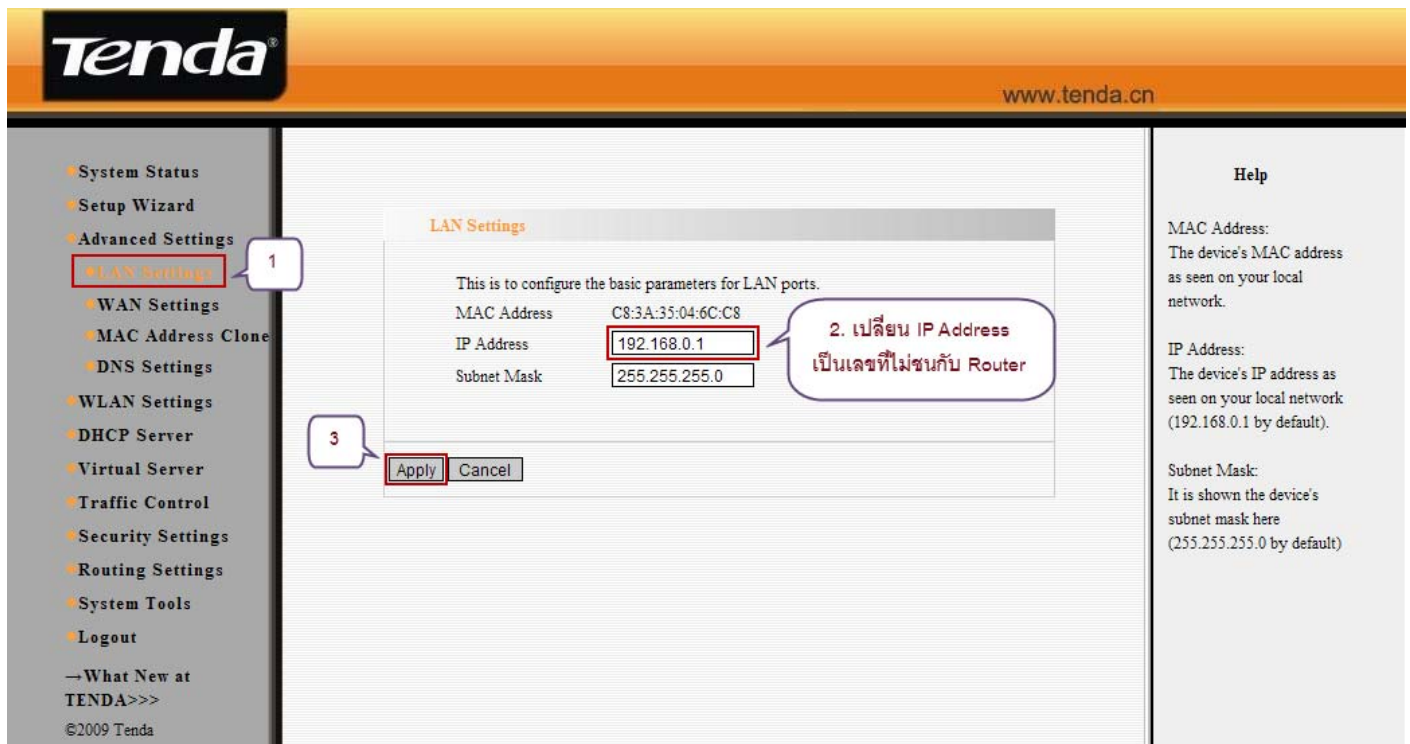 Tenda®
www.tenda.cn
System Status
Setup Wizard
Advanced Settings
LAN Settings
1
WAN Settings
MAC Address Clone
DNS Settings
WLAN Settings
DHCP Server
Virtual Server
Traffic Control
Security Settings
Routing Settings
System Tools
Logout
→What New at
TENDA>>>
©2009 Tenda
LAN Settings
This is to configure the basic parameters for LAN ports.
MAC Address C8:3A:35:04:6C:C8
IP Address 192.168.0.1
Subnet Mask 255.255.255.0
2. เปลี่ยน IP Address
เป็นเลขที่ไม่ชนกับ Router
3
Apply Cancel
Help
MAC Address:
The device's MAC address
as seen on your local
network.
IP Address:
The device's IP address as
seen on your local network
(192.168.0.1 by default).
Subnet Mask:
It is shown the device's
subnet mask here
(255.255.255.0 by default)